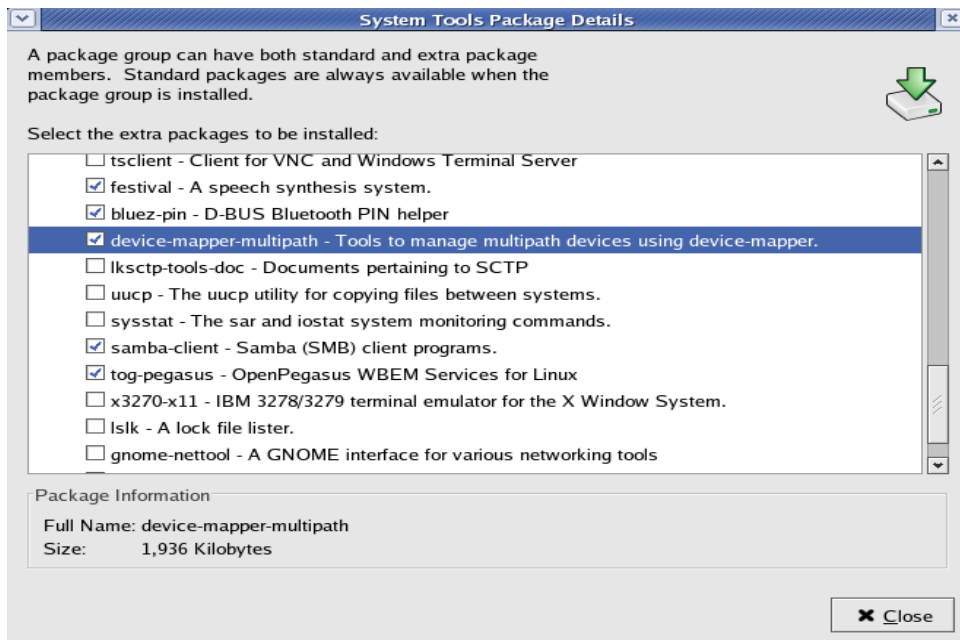 System Tools Package Details
A package group can have both standard and extra package
members. Standard packages are always available when the
package group is installed.
Select the extra packages to be installed:
tsclient - Client for VNC and Windows Terminal Server
festival - A speech synthesis system.
bluez-pin - D-BUS Bluetooth PIN helper
device-mapper-multipath - Tools to manage multipath devices using device-mapper.
lksctp-tools-doc - Documents pertaining to SCTP
uucp - The uucp utility for copying files between systems.
sysstat - The sar and iostat system monitoring commands.
samba-client - Samba (SMB) client programs.
tog-pegasus - OpenPegasus WBEM Services for Linux
x3270-x11 - IBM 3278/3279 terminal emulator for the X Window System.
lslk - A lock file lister.
gnome-nettool - A GNOME interface for various networking tools
Package Information
Full Name: device-mapper-multipath
Size: 1,936 Kilobytes
Close